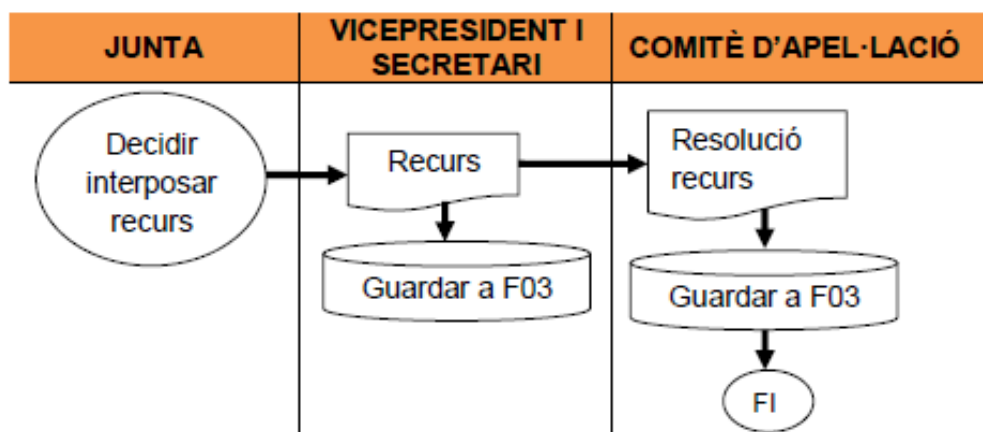 JUNTA
VICEPRESIDENT I
SECRETARI
COMITÈ D'APEL·LACIÓ
Decidir
interposar
recurs
Recurs
Guardar a F03
Resolució
recurs
Guardar a F03
FI